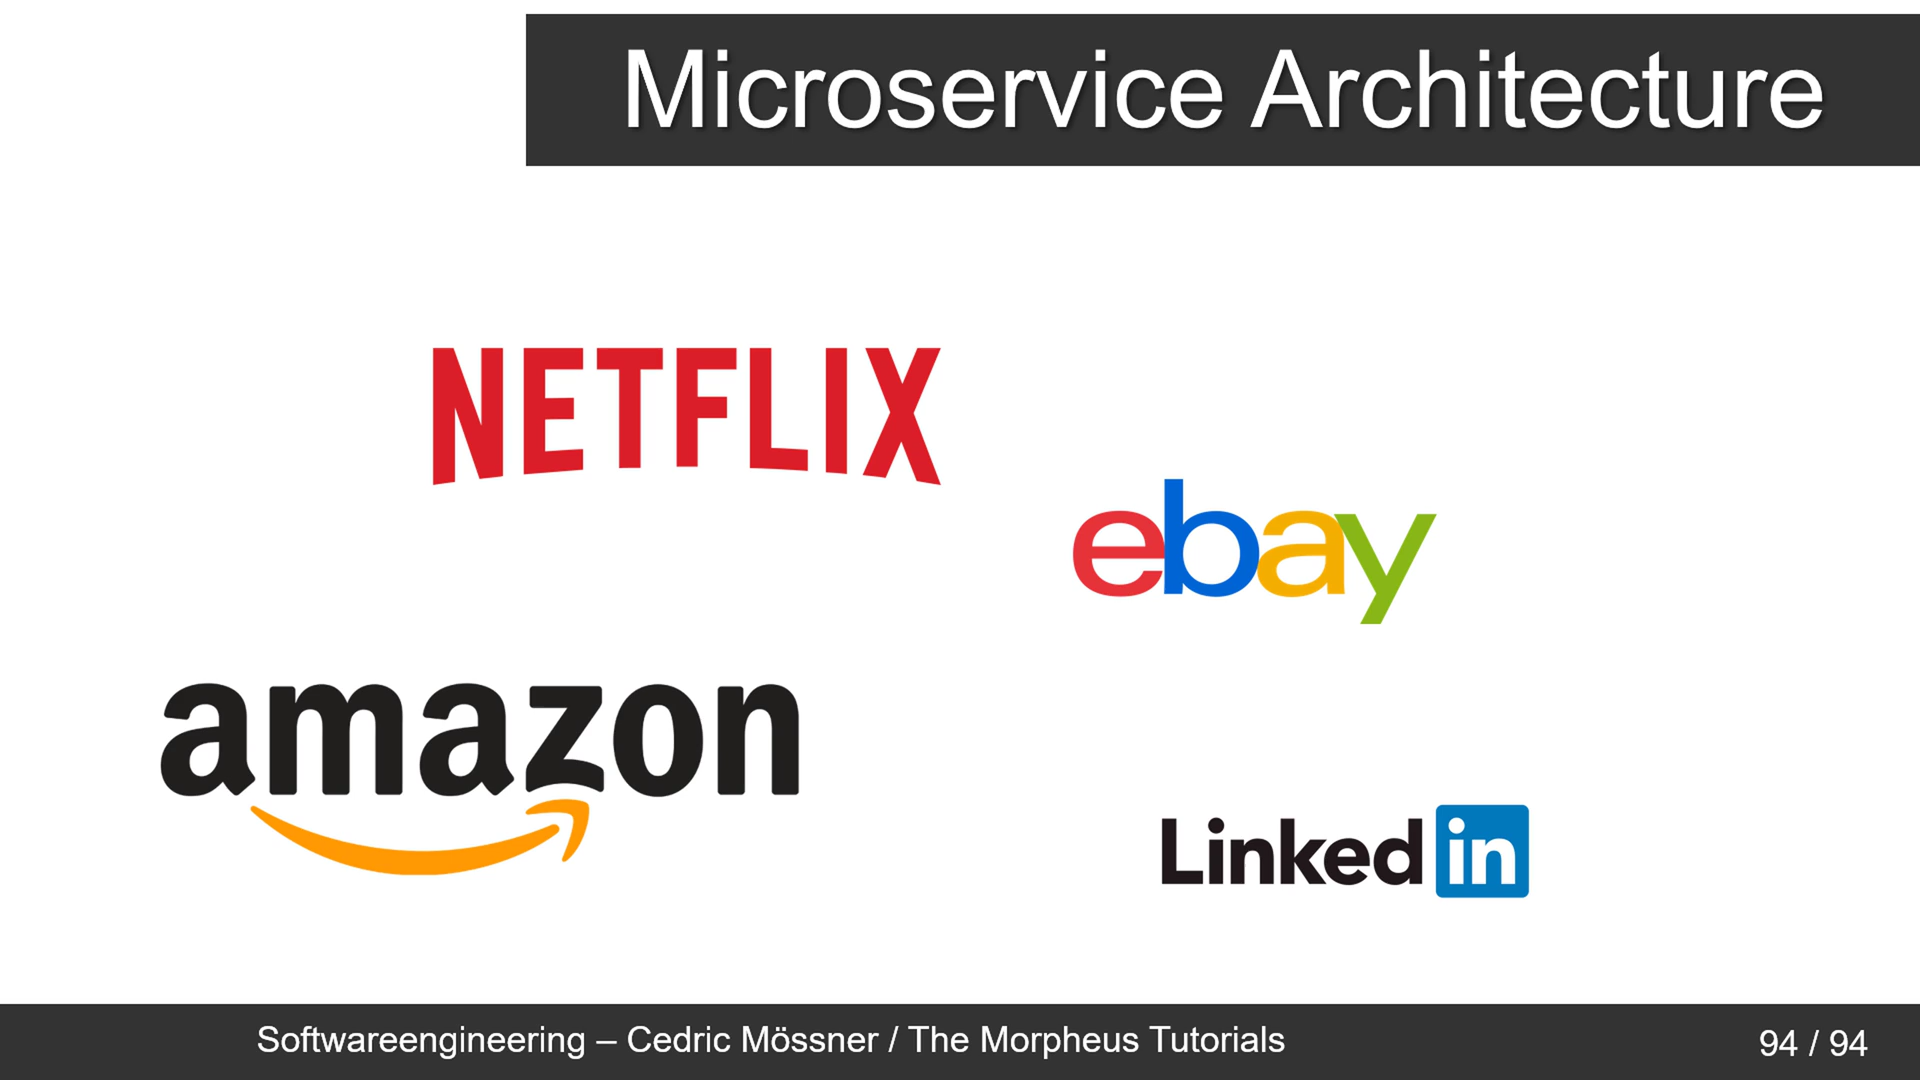 Microservice Architecture
NETFLIX
ebay
amazon
Linked in
Softwareengineering – Cedric Mössner / The Morpheus Tutorials
94 / 94